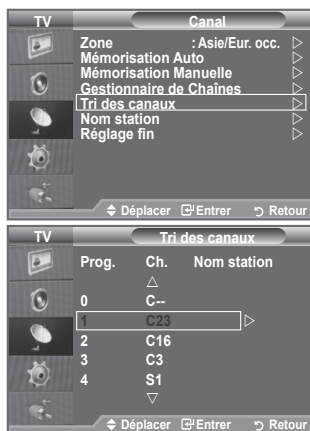 TV Canal
Zone : Asie/Eur. occ.
Mémorisation Auto
Mémorisation Manuelle
Gestionnaire de Chaînes
Tri des canaux
Nom station
Réglage fin
Déplacer Entrer Retour
TV Tri des canaux
Prog. Ch. Nom station
0 C--
1 C23
2 C16
3 C3
4 S1
Déplacer Entrer Retour